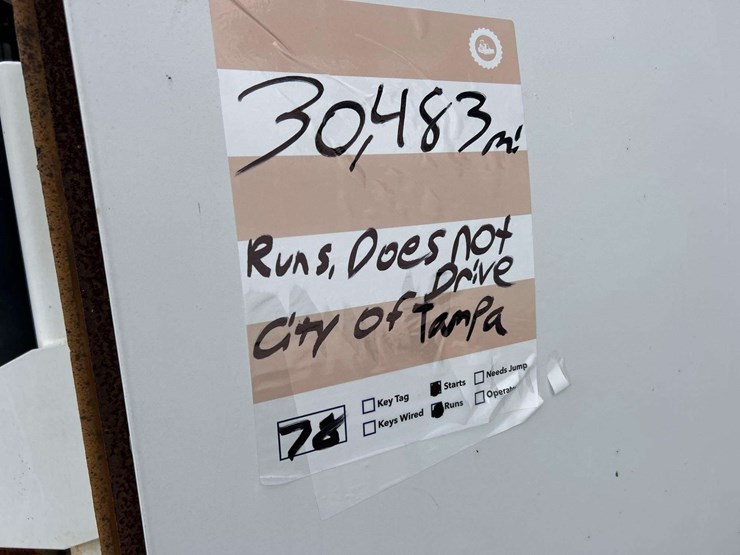 30,483 mi
Runs, Does not
Drive
City of Tampa
78
Key Tag
Starts
Needs Jump
Keys Wired
Runs